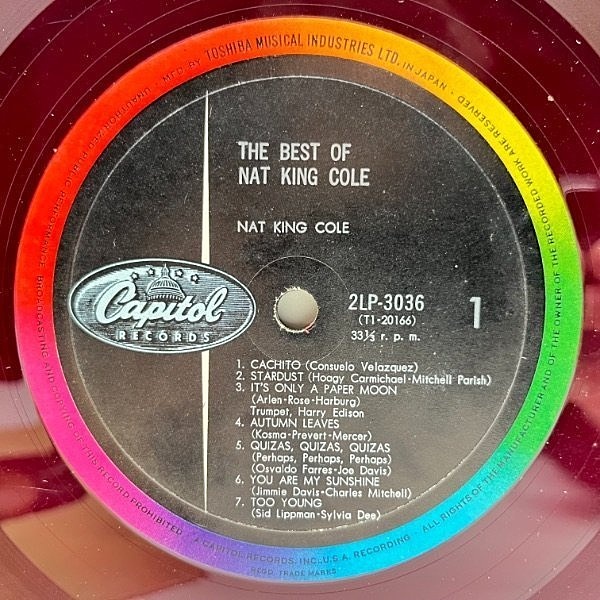 MFD. BY TOSHIBA MUSICAL INDUSTRIES LTD. IN JAPAN · ALL RIGHTS OF THE MANUFACTURER AND OF THE OWNER OF THE RECORDED WORK ARE RESERVED · UNAUTHORIZED PUBLIC PERFORMANCE BROADCASTING AND COPYING OF THIS RECORD PROHIBITED
THE BEST OF
NAT KING COLE
NAT KING COLE
Capitol
RECORDS
2LP-3036
(T1-20166)
33⅓ r. p. m.
1
1. CACHITO (Consuelo Velazquez)
2. STARDUST (Hoagy Carmichael-Mitchell Parish)
3. IT'S ONLY A PAPER MOON
(Arlen-Rose-Harburg)
Trumpet, Harry Edison
4. AUTUMN LEAVES
(Kosma-Prevert-Mercer)
5. QUIZAS, QUIZAS, QUIZAS
(Perhaps, Perhaps, Perhaps)
(Osvaldo Farres-Joe Davis)
6. YOU ARE MY SUNSHINE
(Jimmie Davis-Charles Mitchell)
7. TOO YOUNG
(Sid Lippman-Sylvia Dee)
A CAPITOL RECORDS, INC., U.S.A. RECORDING
REGD. TRADE MARKS